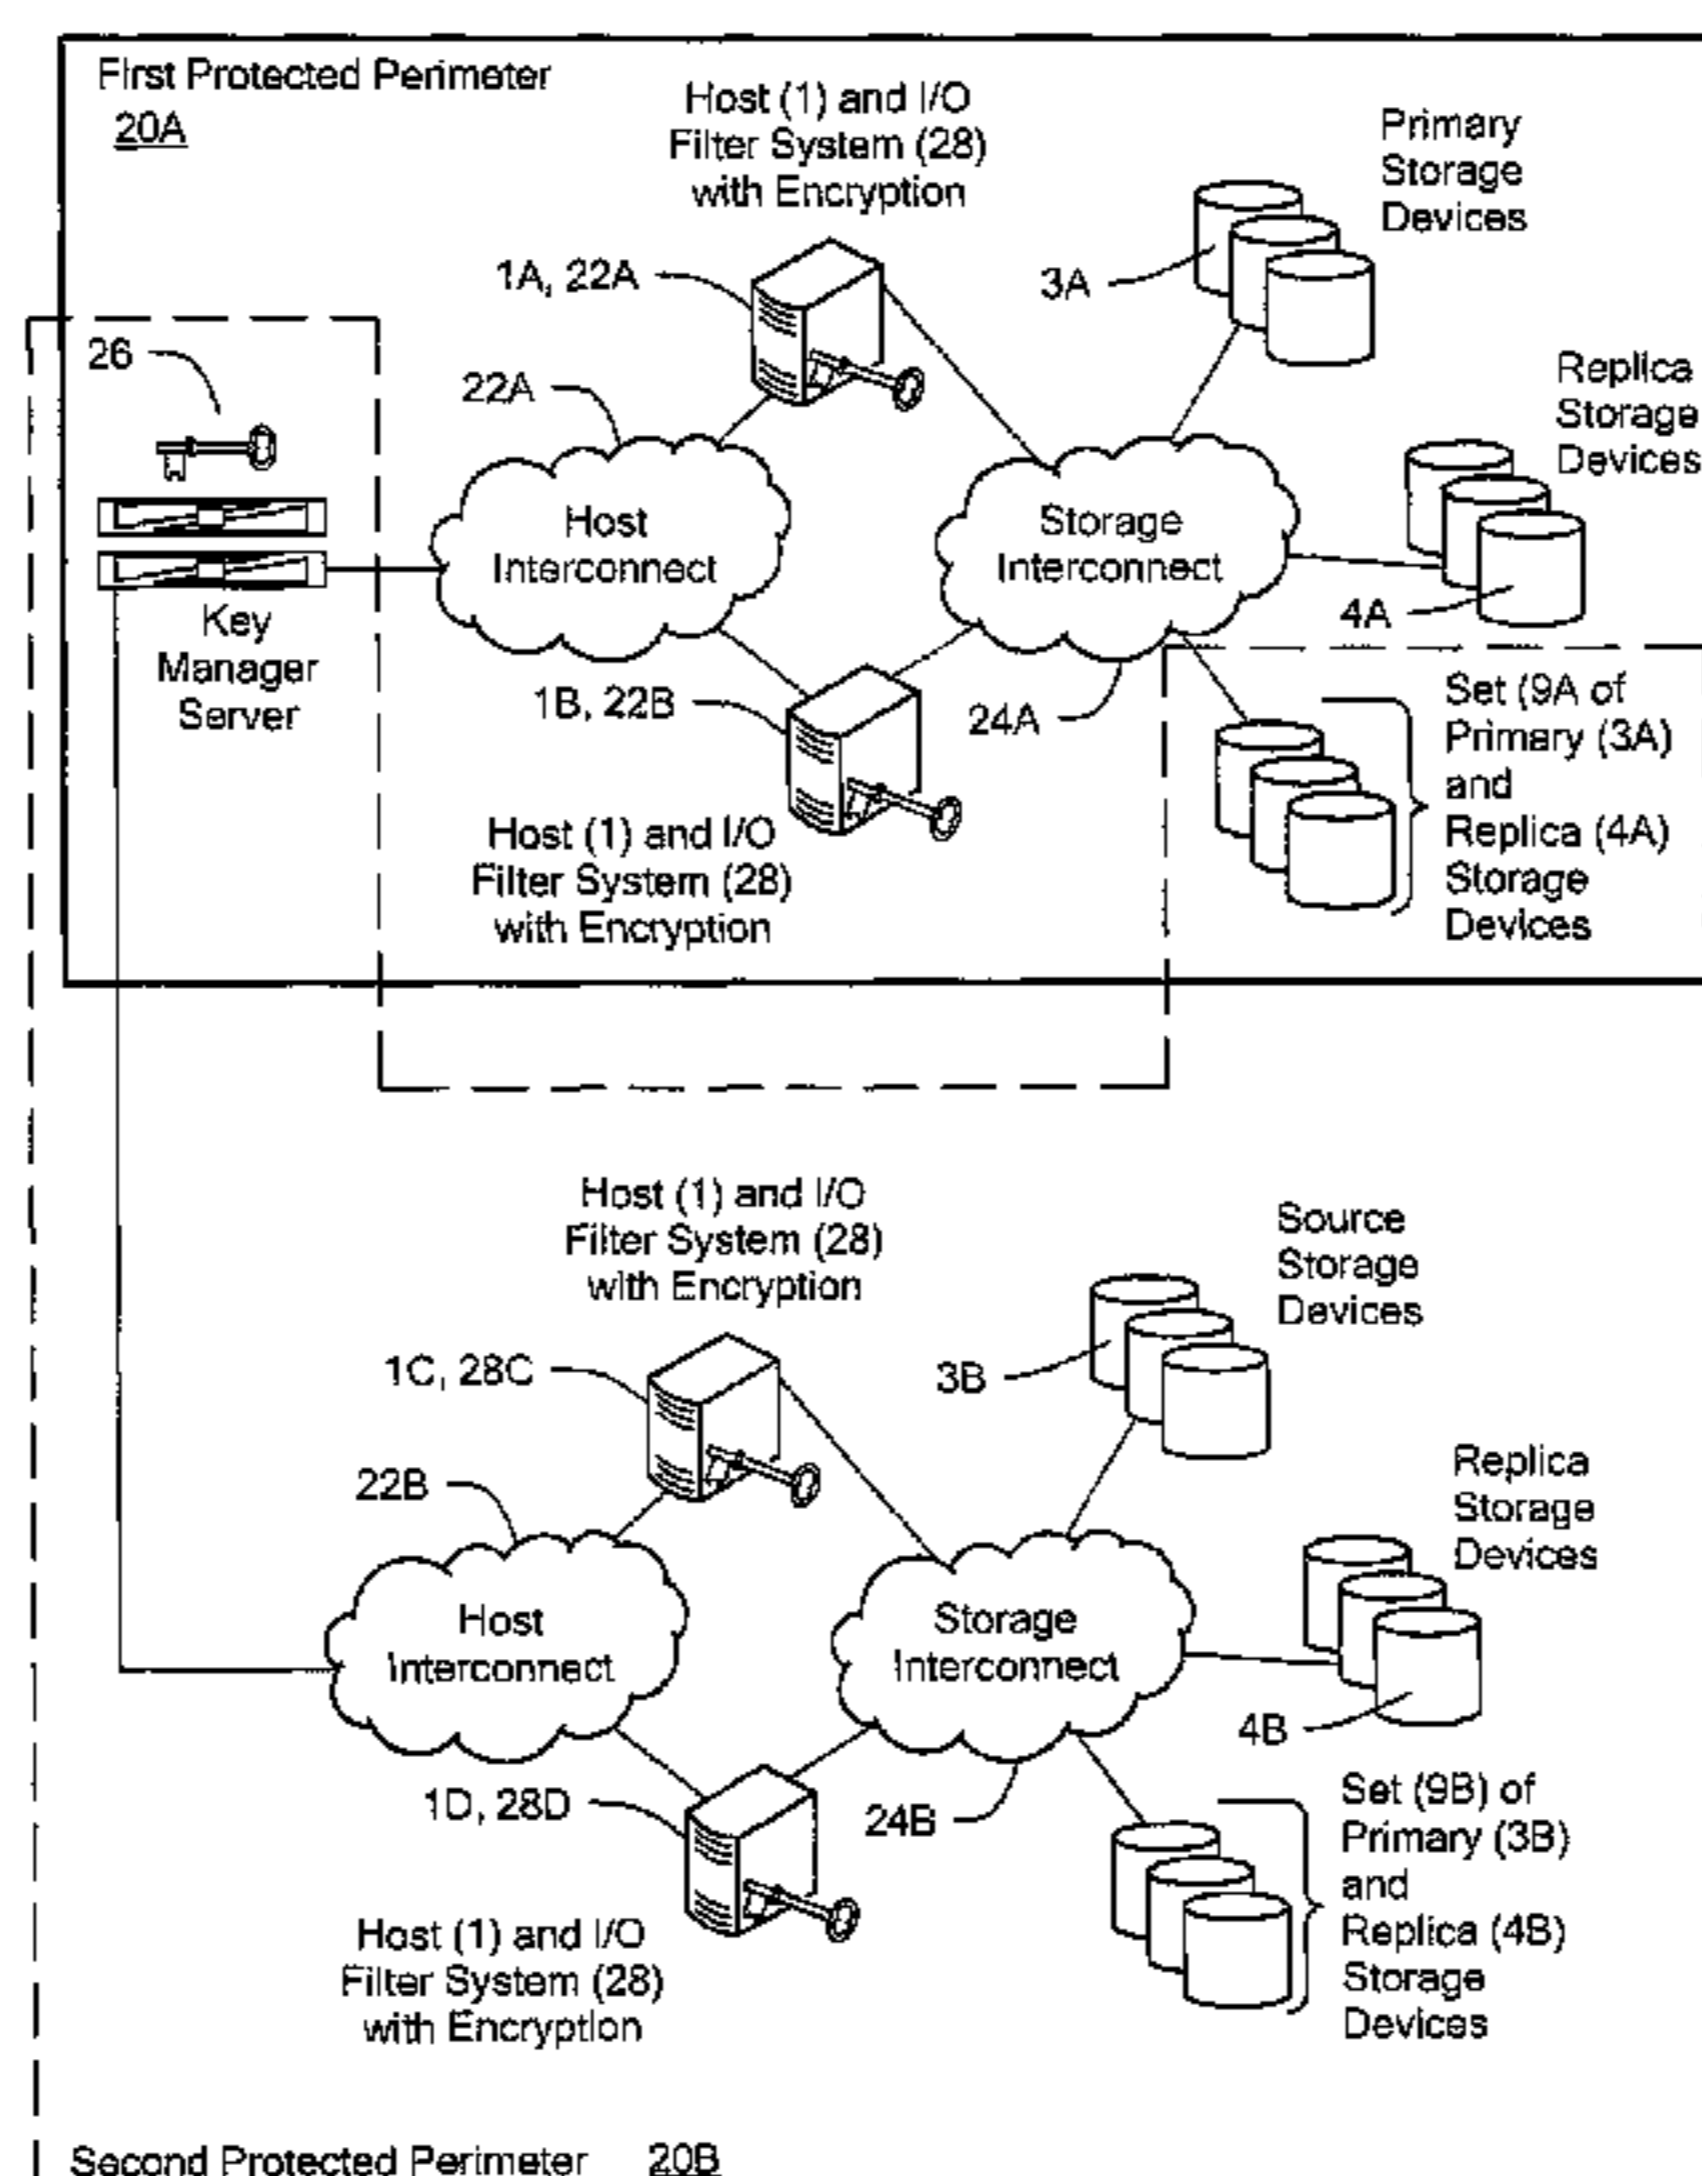 First Protected Perimeter
20A
Host (1) and I/O
Filter System (28)
with Encryption
Primary
Storage
Devices
1A, 22A
3A
26
22A
Replica
Storage
Devices
Host
Interconnect
Storage
Interconnect
4A
Key
Manager
Server
1B, 22B
24A
Set (9A of
Primary (3A)
and
Replica (4A)
Storage
Devices
Host (1) and I/O
Filter System (28)
with Encryption
Host (1) and I/O
Filter System (28)
with Encryption
Source
Storage
Devices
1C, 28C
3B
22B
Replica
Storage
Devices
Host
Interconnect
Storage
Interconnect
4B
1D, 28D
24B
Set (9B) of
Primary (3B)
and
Replica (4B)
Storage
Devices
Host (1) and I/O
Filter System (28)
with Encryption
Second Protected Perimeter 20B